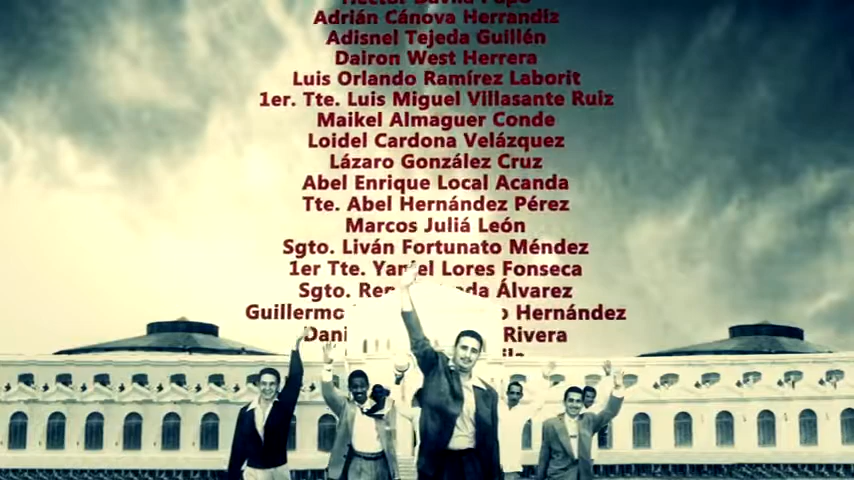 Adrián Cánova Herrandiz
Adisnel Tejeda Guillén
Dairon West Herrera
Luis Orlando Ramírez Laborit
1er. Tte. Luis Miguel Villasante Ruiz
Maikel Almaguer Conde
Loidel Cardona Velázquez
Lázaro González Cruz
Abel Enrique Local Acanda
Tte. Abel Hernández Pérez
Marcos Juliá León
Sgto. Liván Fortunato Méndez
1er Tte. Lores Fonseca
Sgto. Álvarez
Guillermo Hernández
Rivera